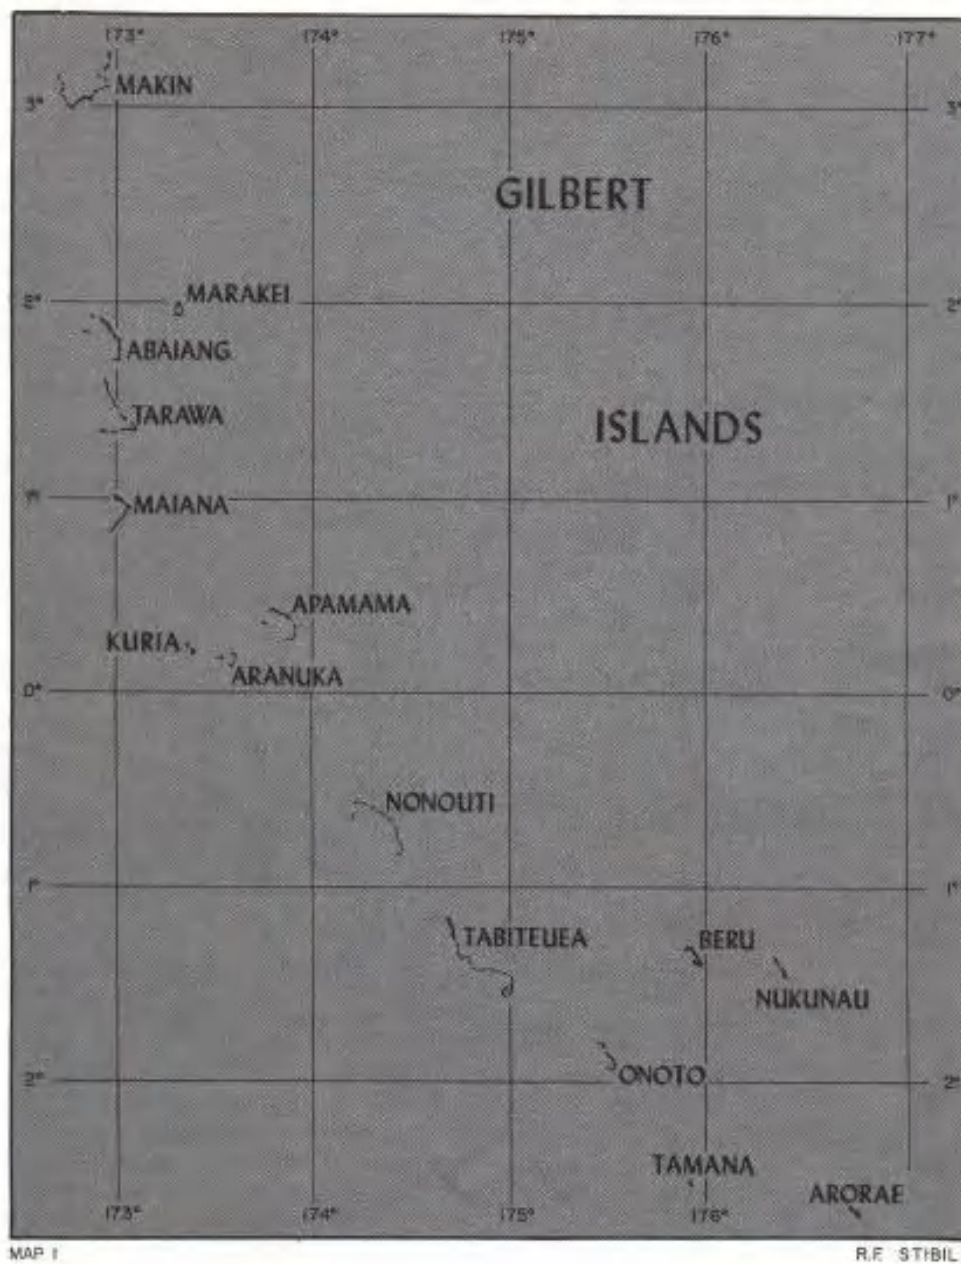 173° 174° 175° 176° 177°
MAKIN
3° 3°
GILBERT
2° MARAKEI 2°
ABAIANG
TARAWA
ISLANDS
1° MAIANA 1°
APAMAMA
KURIA
ARANUKA
0° 0°
NONOUTI
1° 1°
TABITEUEA
BERU
NUKUNAU
ONOTO
2° 2°
TAMANA
ARORAE
173° 174° 175° 176°
MAP I R.F. STIBIL